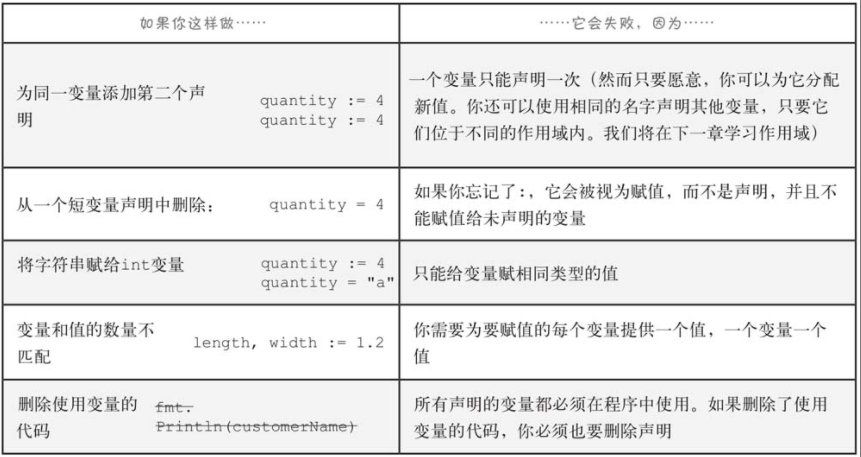 如果你这样做……
……它会失败，因为……
为同一变量添加第二个声
明
quantity := 4
quantity := 4
一个变量只能声明一次（然而只要愿意，你可以为它分配
新值。你还可以使用相同的名字声明其他变量，只要它
们位于不同的作用域内。我们将在下一章学习作用域）
从一个短变量声明中删除：
quantity = 4
如果你忘记了：，它会被视为赋值，而不是声明，并且不
能赋值给未声明的变量
将字符串赋给int变量
quantity := 4
quantity = "a"
只能给变量赋相同类型的值
变量和值的数量不
匹配
length, width := 1.2
你需要为要赋值的每个变量提供一个值，一个变量一个
值
删除使用变量的
代码
fmt.
Println(customerName)
所有声明的变量都必须在程序中使用。如果删除了使用
变量的代码，你必须也要删除声明